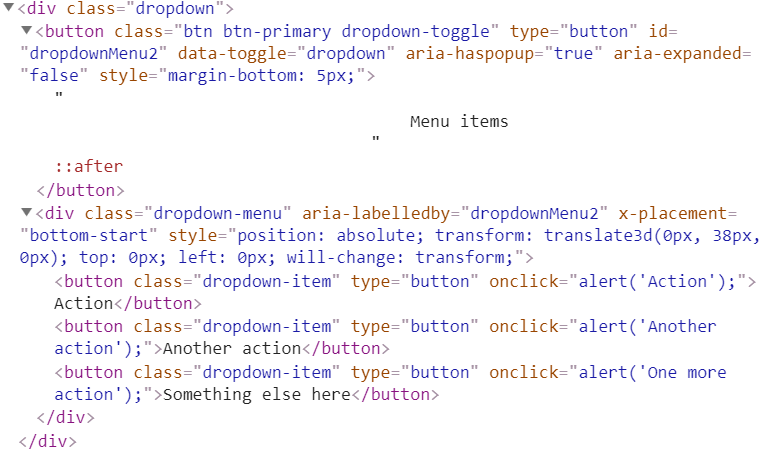 ▼<div class="dropdown">
▼<button class="btn btn-primary dropdown-toggle" type="button" id=
"dropdownMenu2" data-toggle="dropdown" aria-haspopup="true" aria-expanded=
"false" style="margin-bottom: 5px;">
"
Menu items
"
::after
</button>
▼<div class="dropdown-menu" aria-labelledby="dropdownMenu2" x-placement=
"bottom-start" style="position: absolute; transform: translate3d(0px, 38px,
0px); top: 0px; left: 0px; will-change: transform;">
<button class="dropdown-item" type="button" onclick="alert('Action');">
Action</button>
<button class="dropdown-item" type="button" onclick="alert('Another
action');">Another action</button>
<button class="dropdown-item" type="button" onclick="alert('One more
action');">Something else here</button>
</div>
</div>